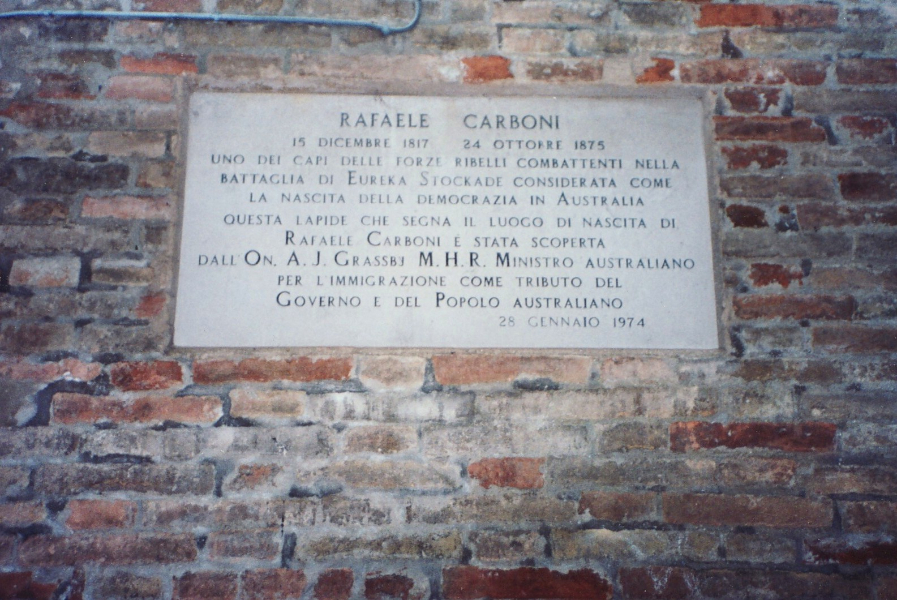 RAFAELE CARBONI
15 DICEMBRE 1817 24 OTTOBRE 1875
UNO DEI CAPI DELLE FORZE RIBELLI COMBATTENTI NELLA
BATTAGLIA DI EUREKA STOCKADE CONSIDERATA COME
LA NASCITA DELLA DEMOCRAZIA IN AUSTRALIA
QUESTA LAPIDE CHE SEGNA IL LUOGO DI NASCITA DI
RAFAELE CARBONI È STATA SCOPERTA
DALL'ON. A. J. GRASSBJ M.H.R. MINISTRO AUSTRALIANO
PER L'IMMIGRAZIONE COME TRIBUTO DEL
GOVERNO E DEL POPOLO AUSTRALIANO
28 GENNAIO 1974